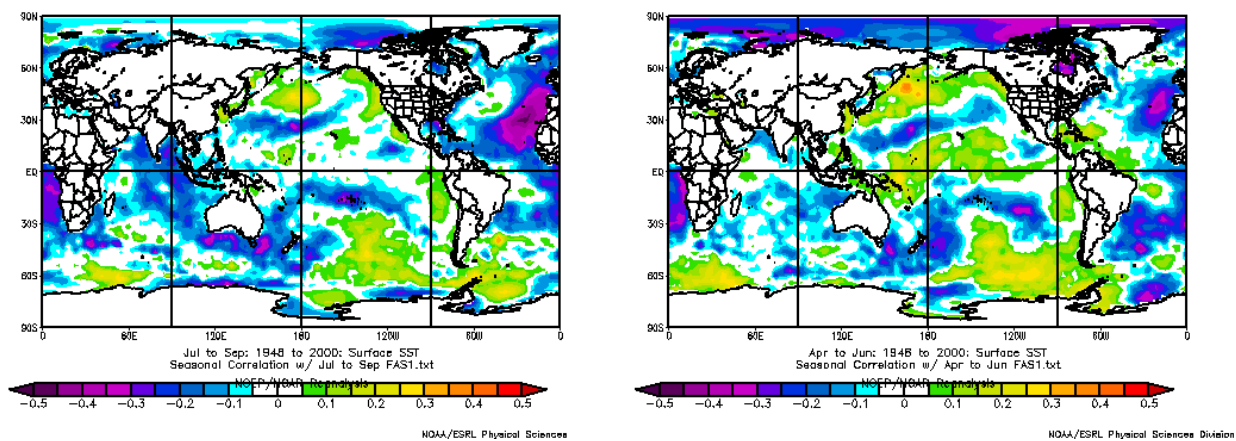 90N
60N
30N
EQ
30S
60S
90S
0 60E 120E 180 120W 60W 0
Jul to Sep: 1948 to 2000: Surface SST
Seasonal Correlation w/ Jul to Sep FAS1.txt
NCEP/NCAR Reanalysis
-0.5 -0.4 -0.3 -0.2 -0.1 0 0.1 0.2 0.3 0.4 0.5
NOAA/ESRL Physical Sciences
90N
60N
30N
EQ
30S
60S
90S
0 60E 120E 180 120W 60W 0
Apr to Jun: 1948 to 2000: Surface SST
Seasonal Correlation w/ Apr to Jun FAS1.txt
NCEP/NCAR Reanalysis
-0.5 -0.4 -0.3 -0.2 -0.1 0 0.1 0.2 0.3 0.4 0.5
NOAA/ESRL Physical Sciences Division